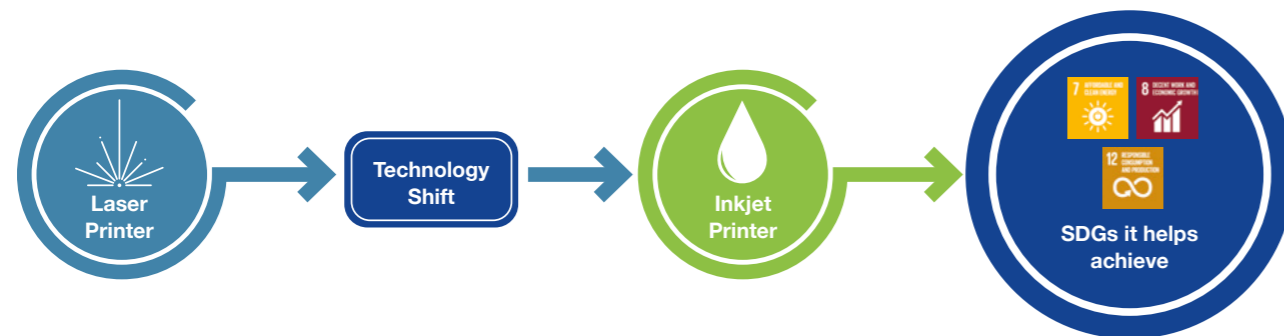 Laser
Printer
Technology
Shift
Inkjet
Printer
7 AFFORDABLE AND
CLEAN ENERGY
8 DECENT WORK AND
ECONOMIC GROWTH
12 RESPONSIBLE
CONSUMPTION
AND PRODUCTION
SDGs it helps
achieve